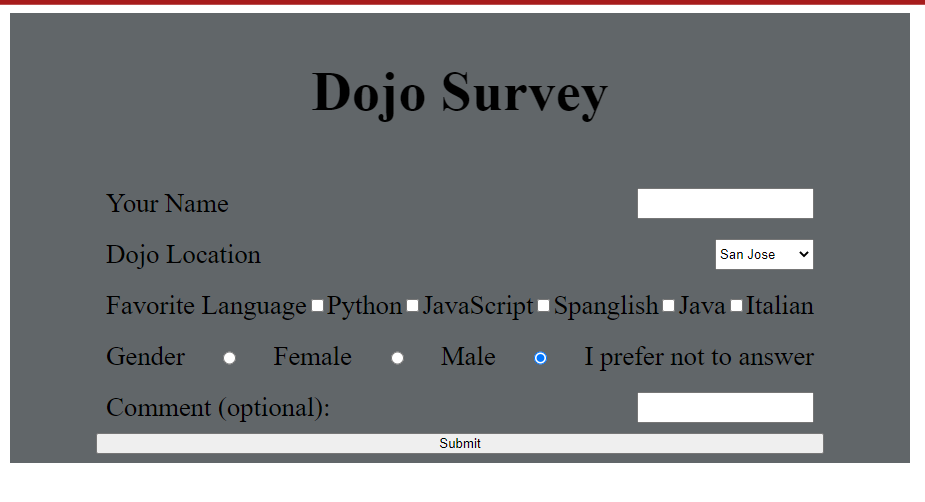 Dojo Survey
Your Name
Dojo Location San Jose
Favorite Language Python JavaScript Spanglish Java Italian
Gender Female Male I prefer not to answer
Comment (optional):
Submit